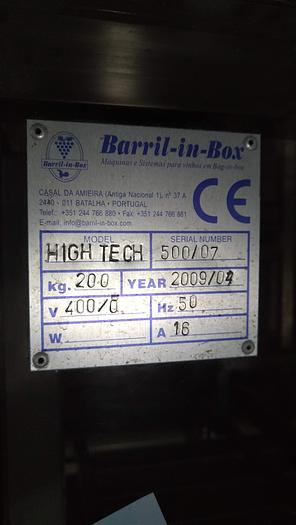 Barril-in-Box
Barril-in-Box
Maquinas e Sistemas para vinhos em Bag-in-box
CASAL DA AMIEIRA (Antiga Nacional 1), n.º 37 A
2440 - 011 BATALHA • PORTUGAL
Telef.: +351 244 766 880 • Fax: +351 244 766 881
E-mail: info@barril-in-box.com
CE
MODEL SERIAL NUMBER
HIGH TECH 500/07
kg. 200 YEAR 2009/04
V 400/0 Hz 50
W. A 16